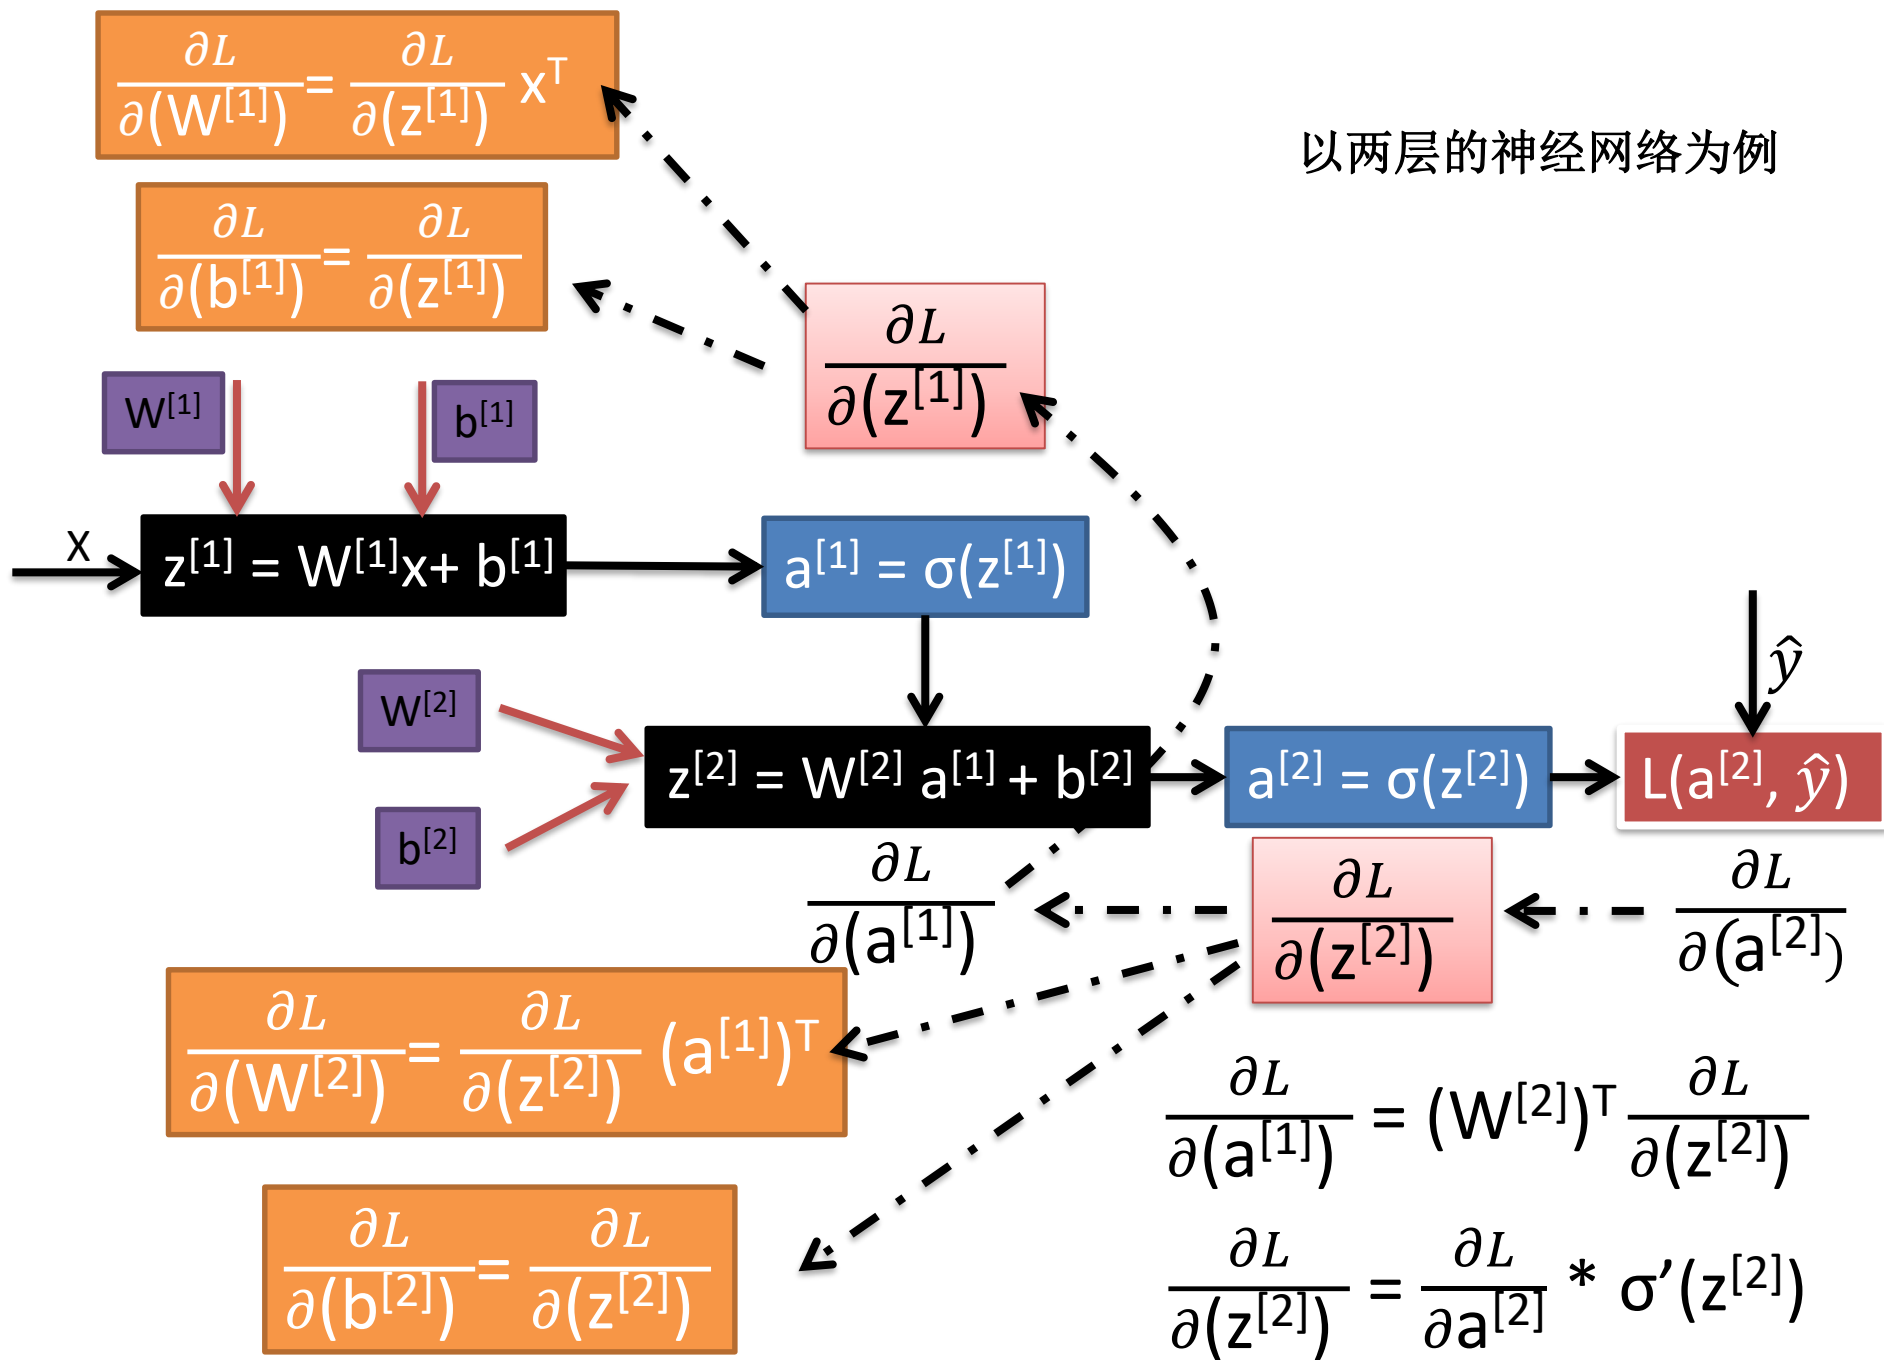 ∂L/∂(W^[1]) = ∂L/∂(z^[1]) x^T
以两层的神经网络为例
∂L/∂(b^[1]) = ∂L/∂(z^[1])
∂L/∂(z^[1])
W^[1]
b^[1]
x
z^[1] = W^[1]x+ b^[1]
a^[1] = σ(z^[1])
W^[2]
ŷ
z^[2] = W^[2] a^[1] + b^[2]
a^[2] = σ(z^[2])
L(a^[2], ŷ)
b^[2]
∂L/∂(a^[1])
∂L/∂(z^[2])
∂L/∂(a^[2])
∂L/∂(W^[2]) = ∂L/∂(z^[2]) (a^[1])^T
∂L/∂(a^[1]) = (W^[2])^T ∂L/∂(z^[2])
∂L/∂(b^[2]) = ∂L/∂(z^[2])
∂L/∂(z^[2]) = ∂L/∂a^[2] * σ’(z^[2])